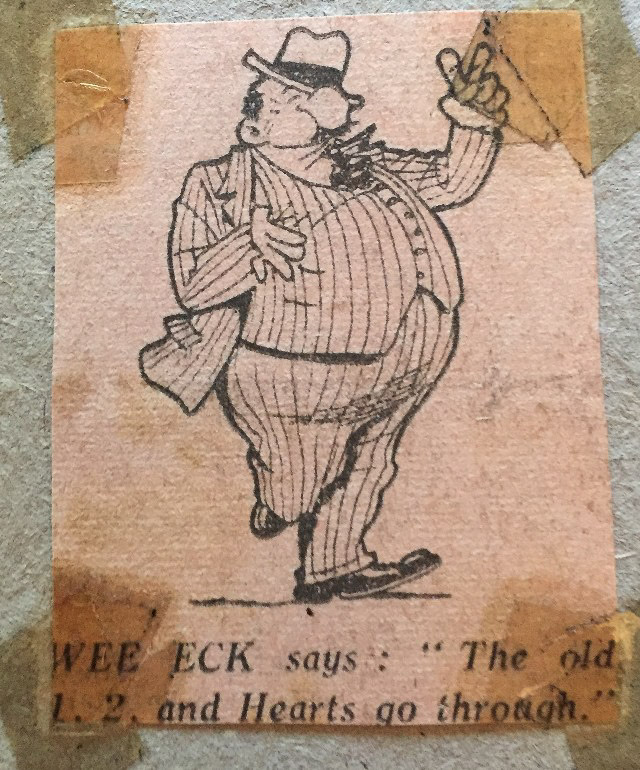 WEE ECK says: "The old
1, 2, and Hearts go through."